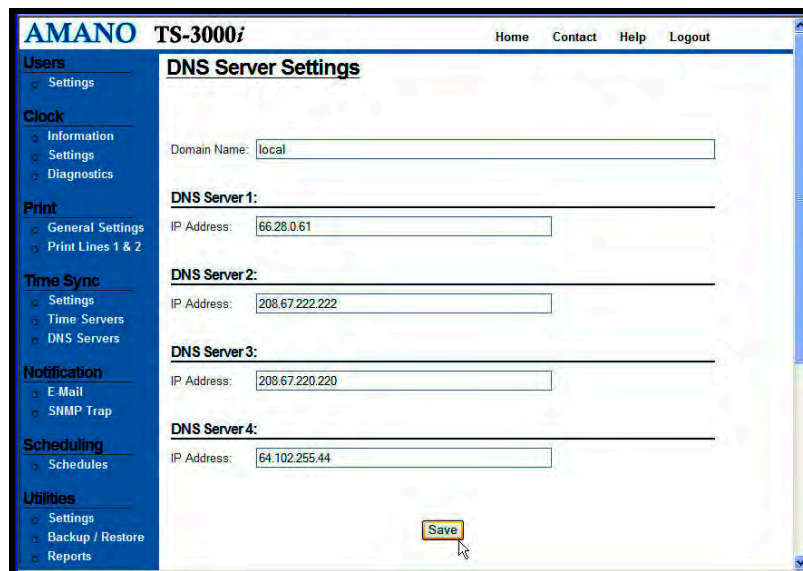 AMANO TS-3000i
Home Contact Help Logout
Users
Settings
Clock
Information
Settings
Diagnostics
Print
General Settings
Print Lines 1 & 2
Time Sync
Settings
Time Servers
DNS Servers
Notification
E-Mail
SNMP Trap
Scheduling
Schedules
Utilities
Settings
Backup / Restore
Reports
DNS Server Settings
Domain Name: local
DNS Server 1:
IP Address: 66.28.0.61
DNS Server 2:
IP Address: 208.67.222.222
DNS Server 3:
IP Address: 208.67.220.220
DNS Server 4:
IP Address: 64.102.255.44
Save